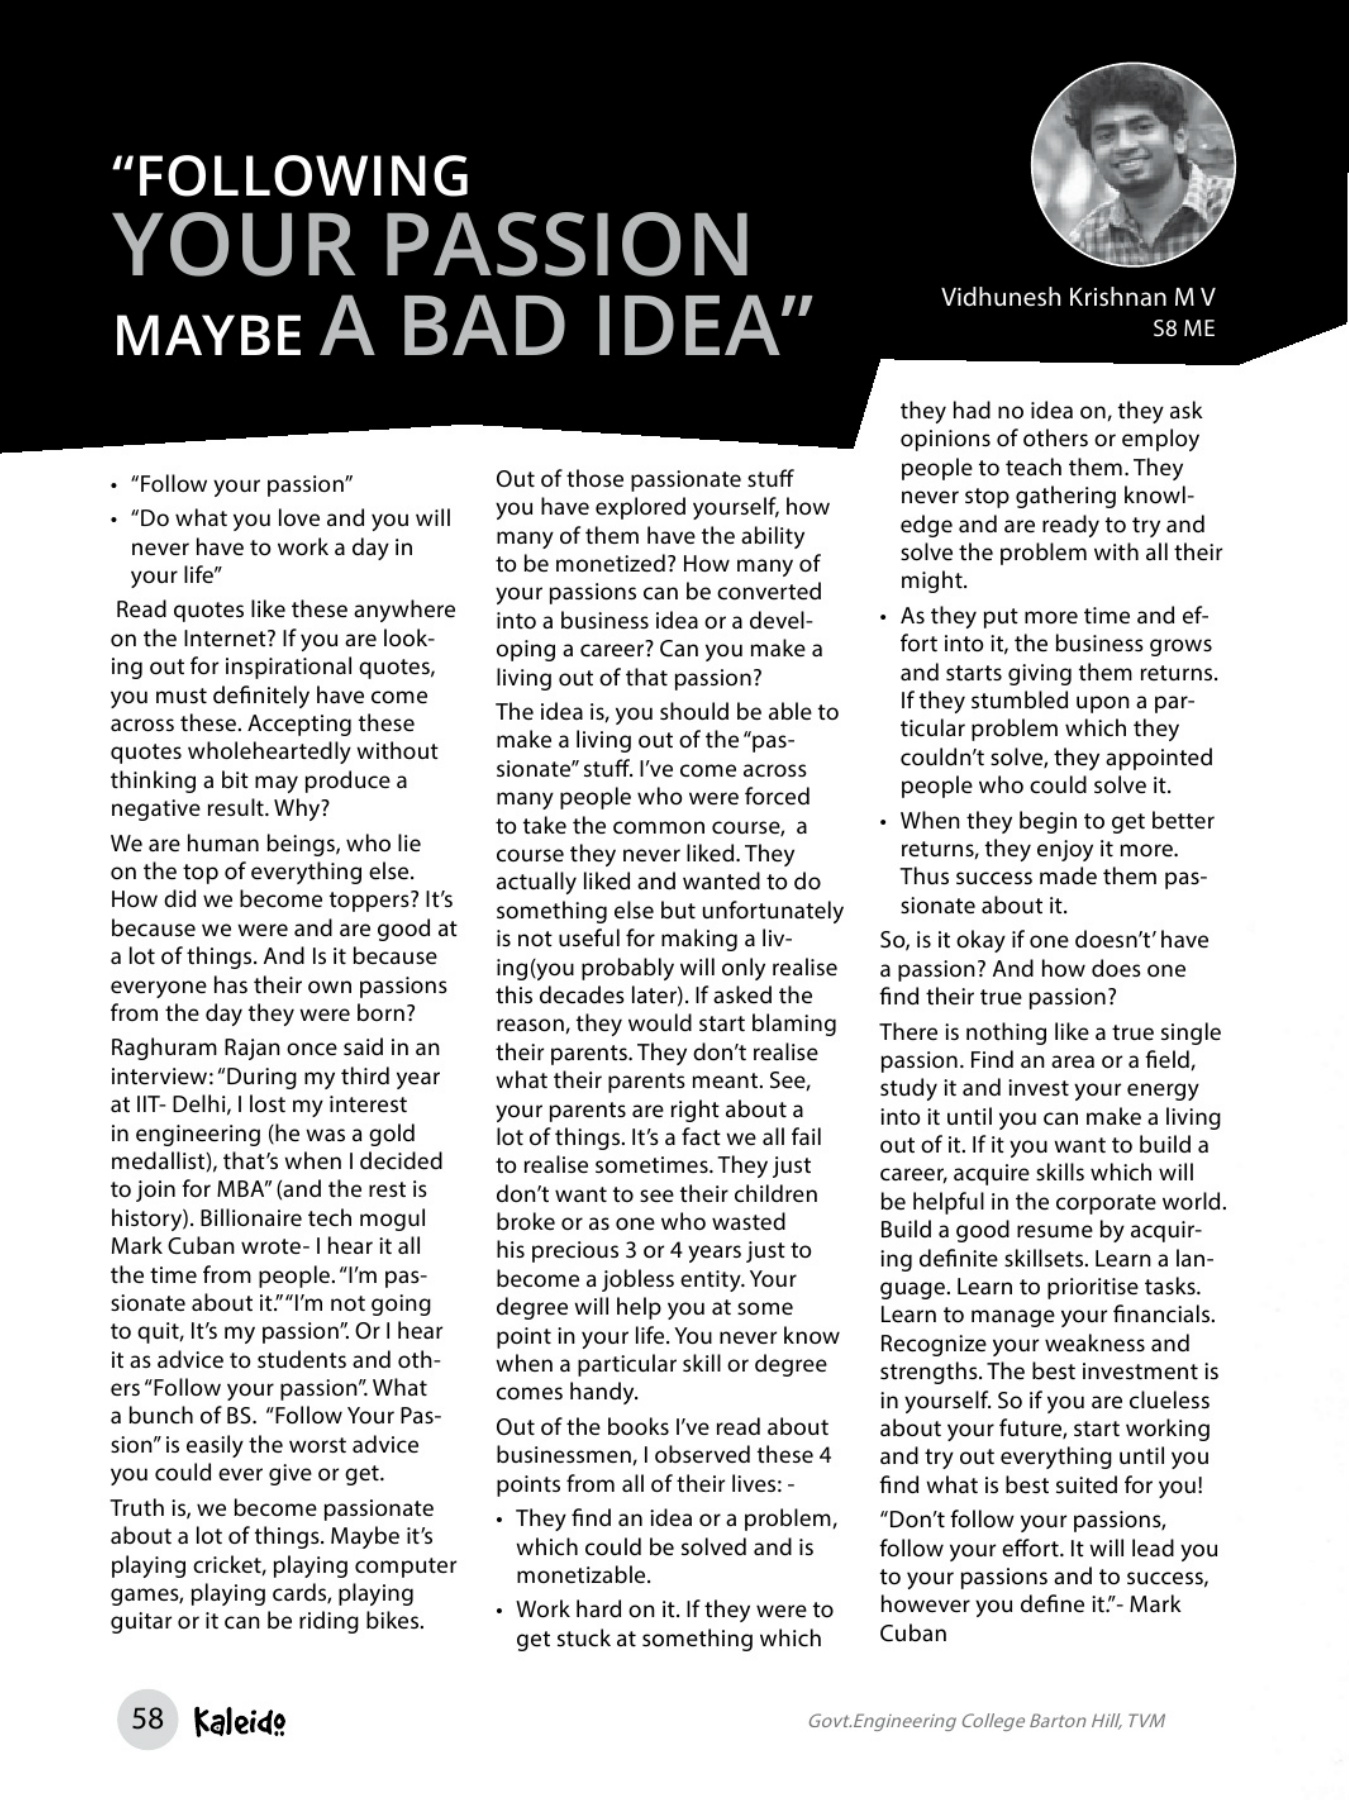 “FOLLOWING
YOUR PASSION
MAYBE A BAD IDEA”
Vidhunesh Krishnan M V
S8 ME
• “Follow your passion”
• “Do what you love and you will
never have to work a day in
your life”
Read quotes like these anywhere
on the Internet? If you are look-
ing out for inspirational quotes,
you must definitely have come
across these. Accepting these
quotes wholeheartedly without
thinking a bit may produce a
negative result. Why?
We are human beings, who lie
on the top of everything else.
How did we become toppers? It’s
because we were and are good at
a lot of things. And Is it because
everyone has their own passions
from the day they were born?
Raghuram Rajan once said in an
interview: “During my third year
at IIT- Delhi, I lost my interest
in engineering (he was a gold
medallist), that’s when I decided
to join for MBA” (and the rest is
history). Billionaire tech mogul
Mark Cuban wrote- I hear it all
the time from people. “I’m pas-
sionate about it.” “I’m not going
to quit, It’s my passion”. Or I hear
it as advice to students and oth-
ers “Follow your passion”. What
a bunch of BS. “Follow Your Pas-
sion” is easily the worst advice
you could ever give or get.
Truth is, we become passionate
about a lot of things. Maybe it’s
playing cricket, playing computer
games, playing cards, playing
guitar or it can be riding bikes.
Out of those passionate stuff
you have explored yourself, how
many of them have the ability
to be monetized? How many of
your passions can be converted
into a business idea or a devel-
oping a career? Can you make a
living out of that passion?
The idea is, you should be able to
make a living out of the “pas-
sionate” stuff. I’ve come across
many people who were forced
to take the common course, a
course they never liked. They
actually liked and wanted to do
something else but unfortunately
is not useful for making a liv-
ing(you probably will only realise
this decades later). If asked the
reason, they would start blaming
their parents. They don’t realise
what their parents meant. See,
your parents are right about a
lot of things. It’s a fact we all fail
to realise sometimes. They just
don’t want to see their children
broke or as one who wasted
his precious 3 or 4 years just to
become a jobless entity. Your
degree will help you at some
point in your life. You never know
when a particular skill or degree
comes handy.
Out of the books I’ve read about
businessmen, I observed these 4
points from all of their lives: -
• They find an idea or a problem,
which could be solved and is
monetizable.
• Work hard on it. If they were to
get stuck at something which
they had no idea on, they ask
opinions of others or employ
people to teach them. They
never stop gathering knowl-
edge and are ready to try and
solve the problem with all their
might.
• As they put more time and ef-
fort into it, the business grows
and starts giving them returns.
If they stumbled upon a par-
ticular problem which they
couldn’t solve, they appointed
people who could solve it.
• When they begin to get better
returns, they enjoy it more.
Thus success made them pas-
sionate about it.
So, is it okay if one doesn’t’ have
a passion? And how does one
find their true passion?
There is nothing like a true single
passion. Find an area or a field,
study it and invest your energy
into it until you can make a living
out of it. If it you want to build a
career, acquire skills which will
be helpful in the corporate world.
Build a good resume by acquir-
ing definite skillsets. Learn a lan-
guage. Learn to prioritise tasks.
Learn to manage your financials.
Recognize your weakness and
strengths. The best investment is
in yourself. So if you are clueless
about your future, start working
and try out everything until you
find what is best suited for you!
“Don’t follow your passions,
follow your effort. It will lead you
to your passions and to success,
however you define it.”- Mark
Cuban
58 Kaleido
Govt.Engineering College Barton Hill, TVM